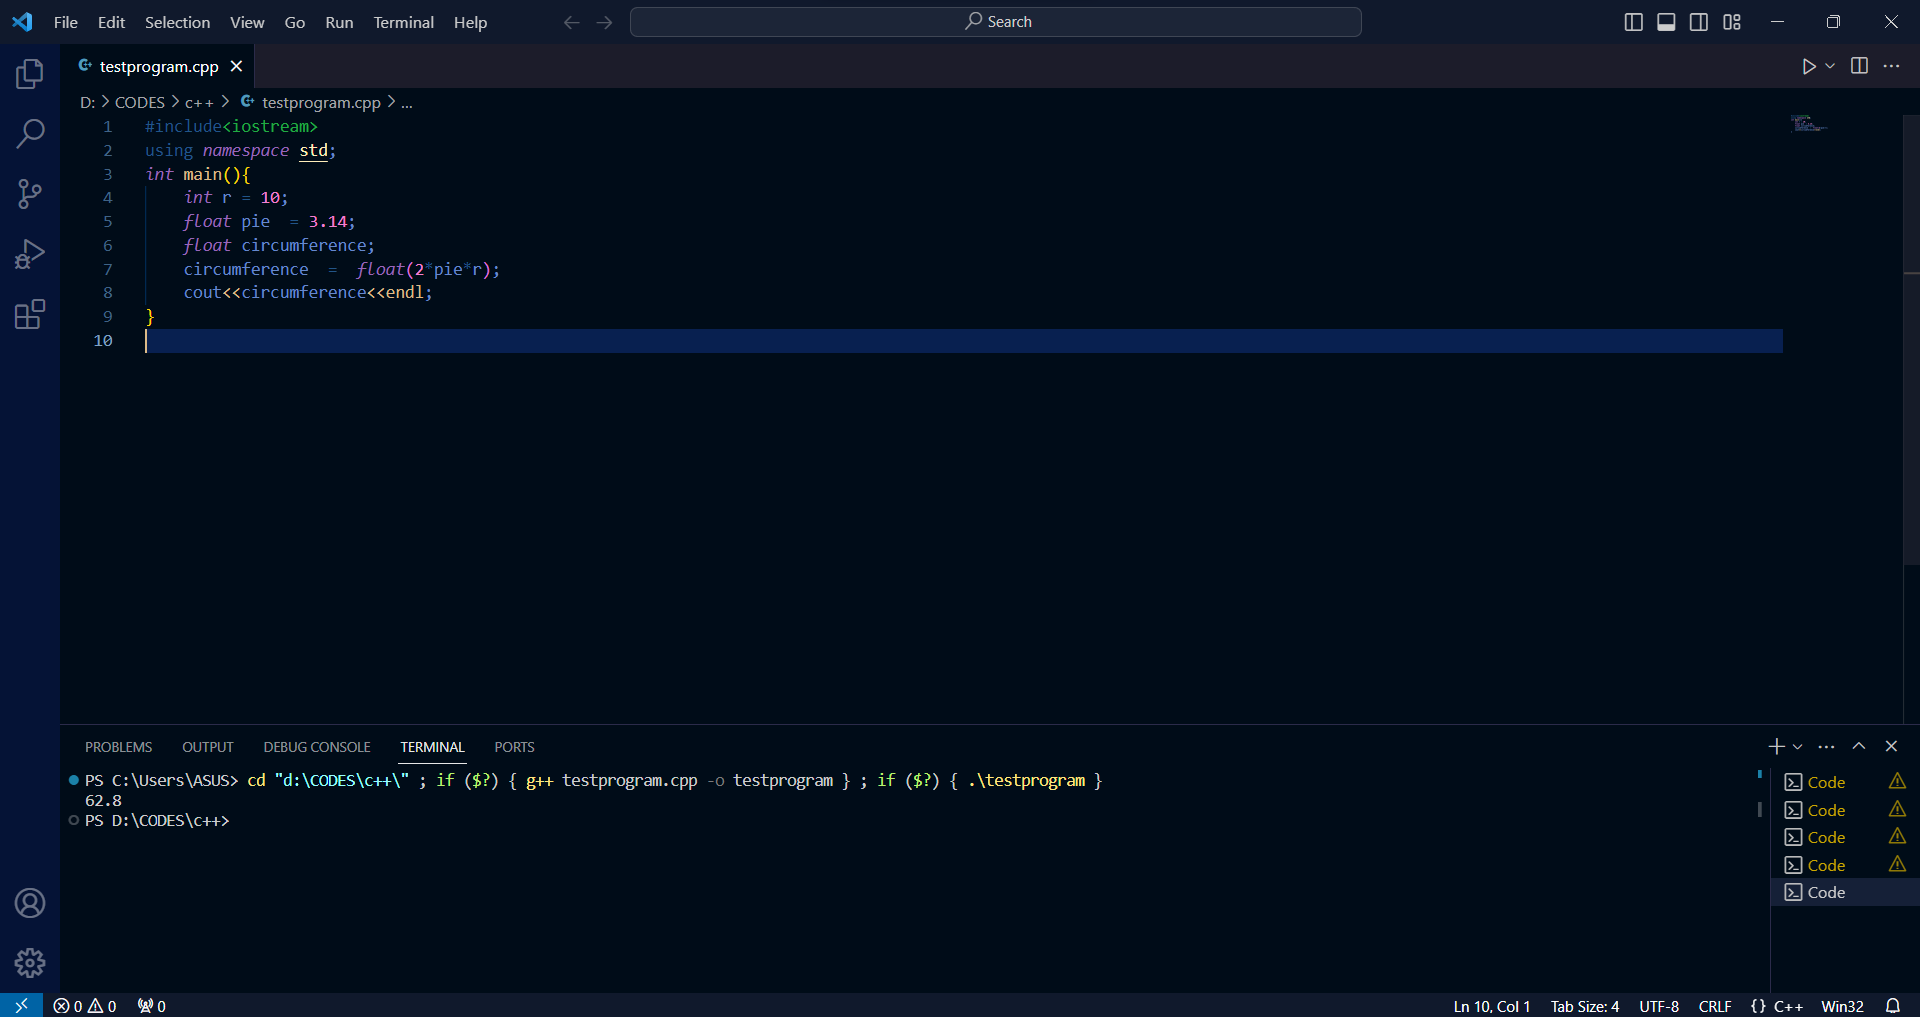 File Edit Selection View Go Run Terminal Help Search
testprogram.cpp
D: > CODES > c++ > testprogram.cpp > ...
1 #include<iostream>
2 using namespace std;
3 int main(){
4 int r = 10;
5 float pie  = 3.14;
6 float circumference;
7 circumference  =  float(2*pie*r);
8 cout<<circumference<<endl;
9 }
10
PROBLEMS OUTPUT DEBUG CONSOLE TERMINAL PORTS
PS C:\Users\ASUS> cd "d:\CODES\c++\" ; if ($?) { g++ testprogram.cpp -o testprogram } ; if ($?) { .\testprogram }
62.8
PS D:\CODES\c++>
Code
Code
Code
Code
Code
0 0 0 Ln 10, Col 1 Tab Size: 4 UTF-8 CRLF {} C++ Win32